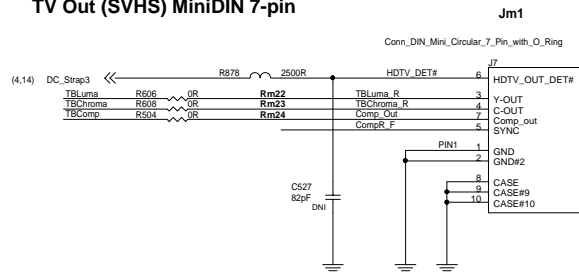 TV Out (SVHS) MiniDIN 7-pin
Jm1
Conn_DIN_Mini_Circular_7_Pin_with_O_Ring
J7
(4,14) DC_Strap3 R878 2500R HDTV_DET# 6 HDTV_OUT_DET#
TBLuma R606 0R Rm22 TBLuma_R 3 Y-OUT
TBChroma R608 0R Rm23 TBChroma_R 4 C-OUT
TBComp R504 0R Rm24 Comp_Out 7 Comp_out
CompR_F 5 SYNC
PIN1 1 GND
2 GND#2
8 CASE
9 CASE#9
10 CASE#10
C527
82pF
DNI